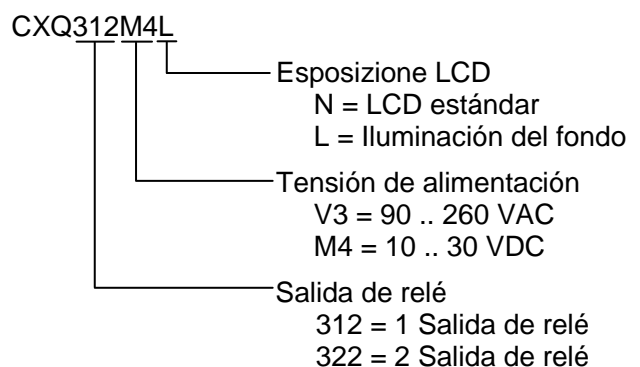 CXQ312M4L
Esposizione LCD
N = LCD estándar
L = Iluminación del fondo
Tensión de alimentación
V3 = 90 .. 260 VAC
M4 = 10 .. 30 VDC
Salida de relé
312 = 1 Salida de relé
322 = 2 Salida de relé